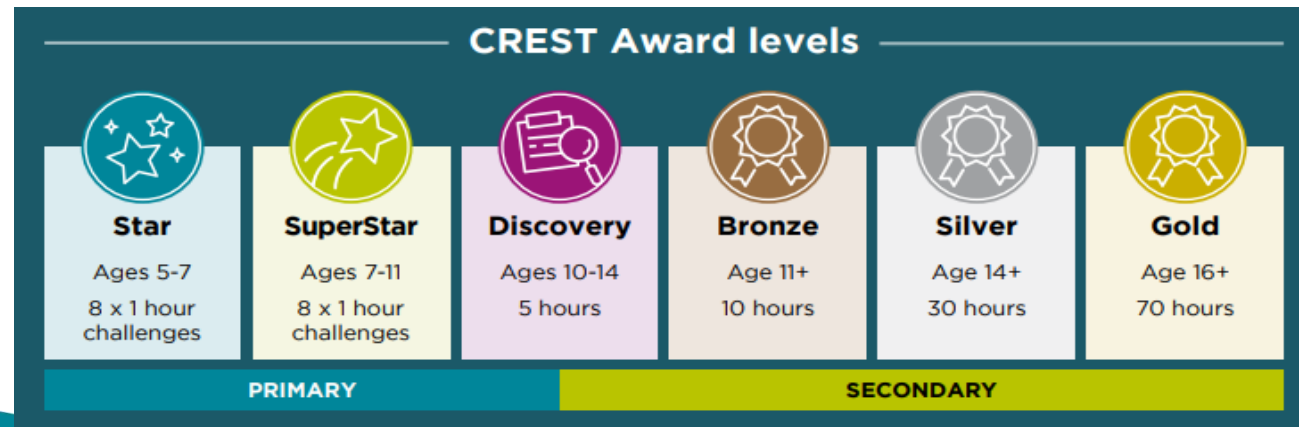 CREST Award levels
Star
Ages 5-7
8 x 1 hour
challenges
SuperStar
Ages 7-11
8 x 1 hour
challenges
Discovery
Ages 10-14
5 hours
Bronze
Age 11+
10 hours
Silver
Age 14+
30 hours
Gold
Age 16+
70 hours
PRIMARY
SECONDARY